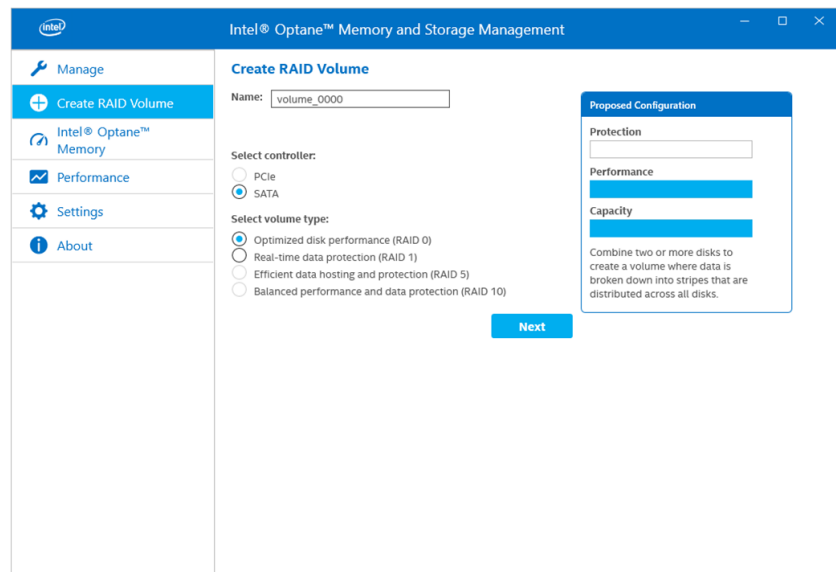 intel
Intel® Optane™ Memory and Storage Management
Manage
Create RAID Volume
Intel® Optane™
Memory
Performance
Settings
About
Create RAID Volume
Name: volume_0000
Select controller:
PCIe
SATA
Select volume type:
Optimized disk performance (RAID 0)
Real-time data protection (RAID 1)
Efficient data hosting and protection (RAID 5)
Balanced performance and data protection (RAID 10)
Next
Proposed Configuration
Protection
Performance
Capacity
Combine two or more disks to
create a volume where data is
broken down into stripes that are
distributed across all disks.